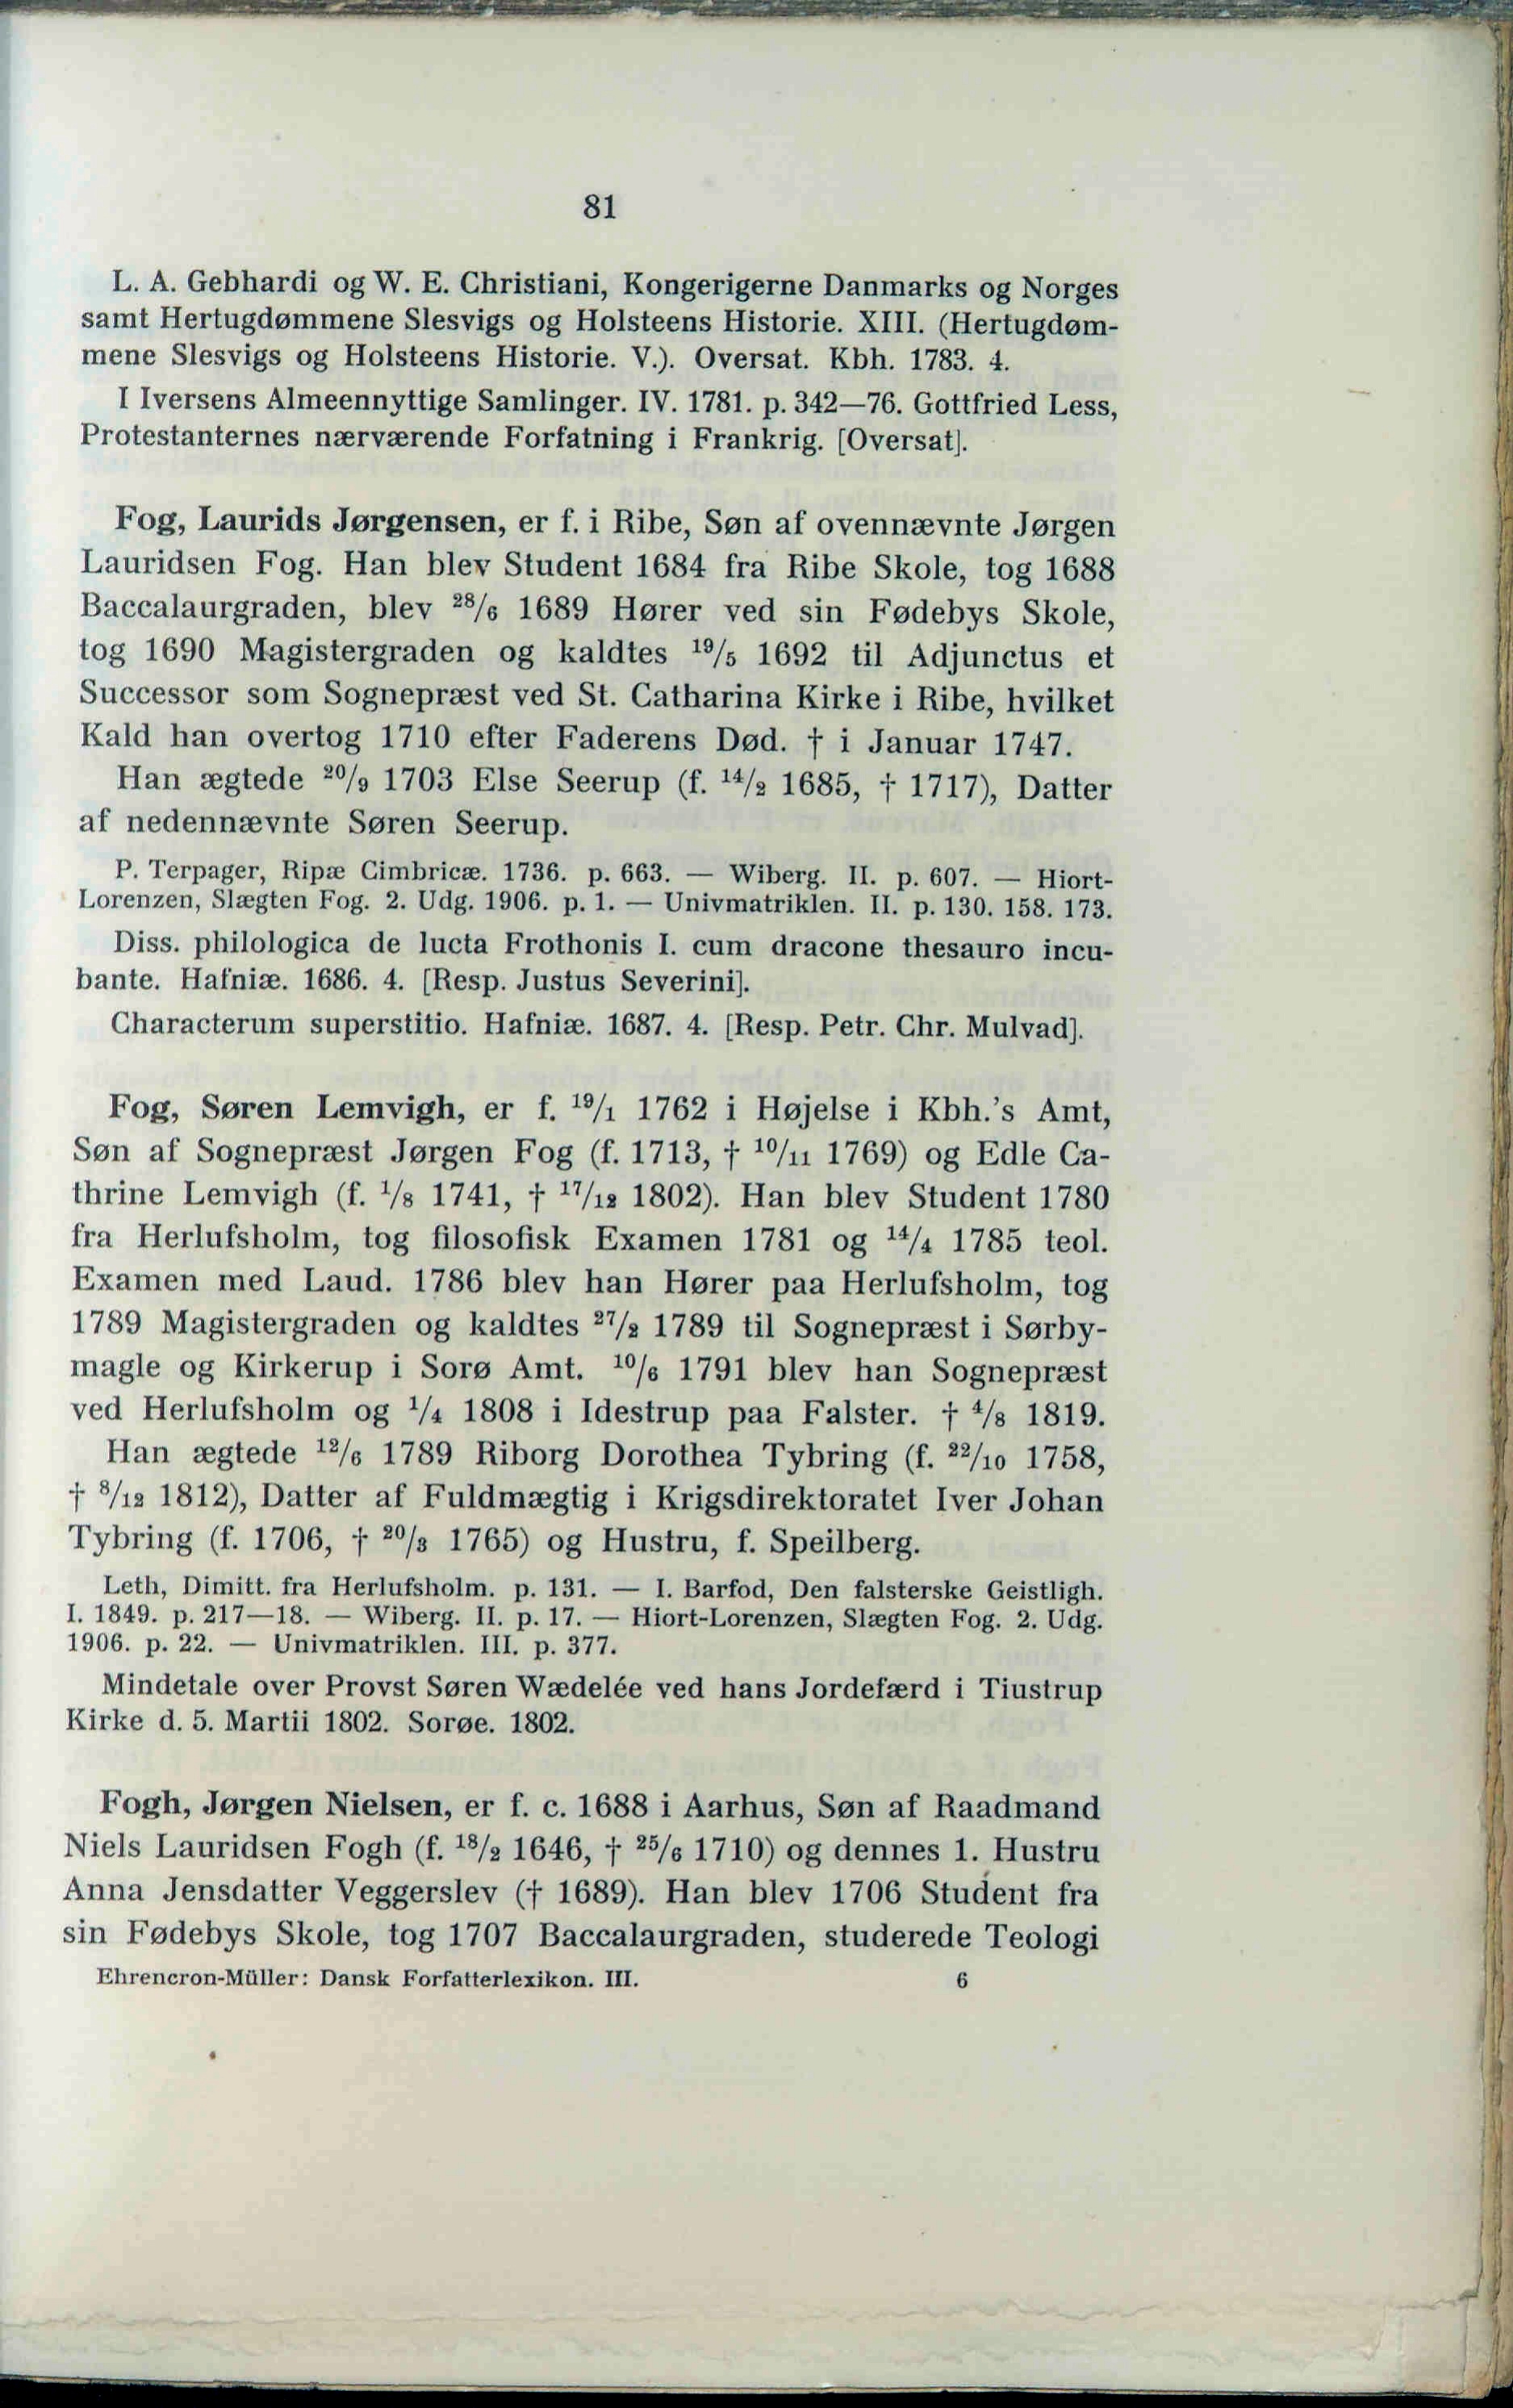 81
L. A. Gebhardi og W. E. Christiani, Kongerigerne Danmarks og Norges
samt Hertugdømmene Slesvigs og Holsteens Historie. XIII. (Hertugdøm-
mene Slesvigs og Holsteens Historie. V.). Oversat. Kbh. 1783. 4.
I Iversens Almeennyttige Samlinger. IV. 1781. p. 342—76. Gottfried Less,
Protestanternes nærværende Forfatning i Frankrig. [Oversat].
Fog, Laurids Jørgensen, er f. i Ribe, Søn af ovennævnte Jørgen
Lauridsen Fog. Han blev Student 1684 fra Ribe Skole, tog 1688
Baccalaurgraden, blev ²⁸/₆ 1689 Hører ved sin Fødebys Skole,
tog 1690 Magistergraden og kaldtes ¹⁹/₅ 1692 til Adjunctus et
Successor som Sognepræst ved St. Catharina Kirke i Ribe, hvilket
Kald han overtog 1710 efter Faderens Død. † i Januar 1747.
Han ægtede ²⁰/₉ 1703 Else Seerup (f. ¹⁴/₂ 1685, † 1717), Datter
af nedennævnte Søren Seerup.
P. Terpager, Ripæ Cimbricæ. 1736. p. 663. — Wiberg. II. p. 607. — Hiort-
Lorenzen, Slægten Fog. 2. Udg. 1906. p. 1. — Univmatriklen. II. p. 130. 158. 173.
Diss. philologica de lucta Frothonis I. cum dracone thesauro incu-
bante. Hafniæ. 1686. 4. [Resp. Justus Severini].
Characterum superstitio. Hafniæ. 1687. 4. [Resp. Petr. Chr. Mulvad].
Fog, Søren Lemvigh, er f. ¹⁹/₁ 1762 i Højelse i Kbh.'s Amt,
Søn af Sognepræst Jørgen Fog (f. 1713, † ¹⁰/₁₁ 1769) og Edle Ca-
thrine Lemvigh (f. ¹/₈ 1741, † ¹⁷/₁₂ 1802). Han blev Student 1780
fra Herlufsholm, tog filosofisk Examen 1781 og ¹⁴/₄ 1785 teol.
Examen med Laud. 1786 blev han Hører paa Herlufsholm, tog
1789 Magistergraden og kaldtes ²⁷/₂ 1789 til Sognepræst i Sørby-
magle og Kirkerup i Sorø Amt. ¹⁰/₆ 1791 blev han Sognepræst
ved Herlufsholm og ¹/₄ 1808 i Idestrup paa Falster. † ⁴/₈ 1819.
Han ægtede ¹²/₆ 1789 Riborg Dorothea Tybring (f. ²²/₁₀ 1758,
† ⁸/₁₂ 1812), Datter af Fuldmægtig i Krigsdirektoratet Iver Johan
Tybring (f. 1706, † ²⁰/₃ 1765) og Hustru, f. Speilberg.
Leth, Dimitt. fra Herlufsholm. p. 131. — I. Barfod, Den falsterske Geistligh.
I. 1849. p. 217—18. — Wiberg. II. p. 17. — Hiort-Lorenzen, Slægten Fog. 2. Udg.
1906. p. 22. — Univmatriklen. III. p. 377.
Mindetale over Provst Søren Wædelée ved hans Jordefærd i Tiustrup
Kirke d. 5. Martii 1802. Sorøe. 1802.
Fogh, Jørgen Nielsen, er f. c. 1688 i Aarhus, Søn af Raadmand
Niels Lauridsen Fogh (f. ¹⁸/₂ 1646, † ²⁵/₆ 1710) og dennes 1. Hustru
Anna Jensdatter Veggerslev († 1689). Han blev 1706 Student fra
sin Fødebys Skole, tog 1707 Baccalaurgraden, studerede Teologi
Ehrencron-Müller: Dansk Forfatterlexikon. III. 6